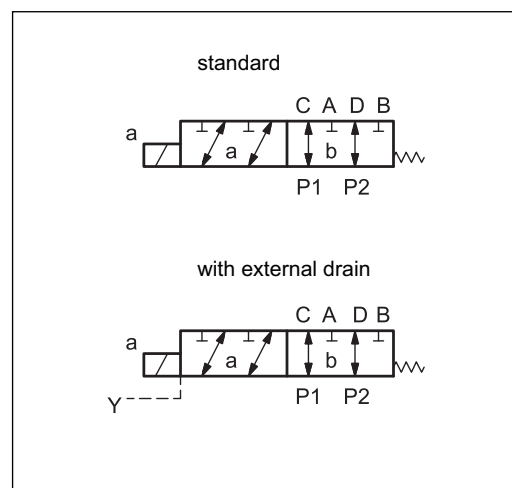 standard
C A D B
a
a b
P1 P2
with external drain
C A D B
a
a b
P1 P2
Y